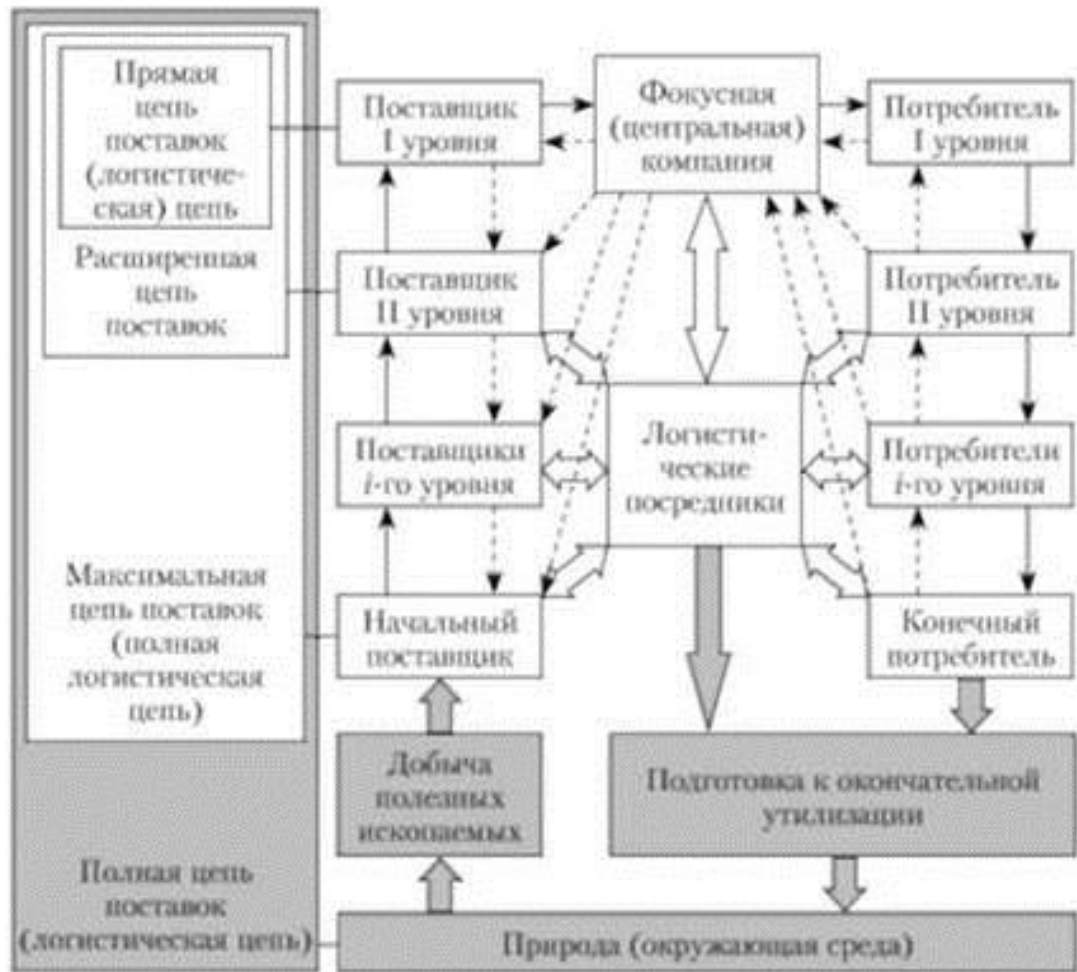 Прямая
цепь
поставок
(логистиче-
ская) цепь
Расширенная
цепь
поставок
Максимальная
цепь поставок
(полная
логистическая
цепь)
Полная цепь
поставок
(логистическая цепь)
Поставщик
I уровня
Фокусная
(центральная)
компания
Потребитель
I уровня
Поставщик
II уровня
Потребитель
II уровня
Поставщики
i-го уровня
Логисти-
ческие
посредники
Потребители
i-го уровня
Начальный
поставщик
Конечный
потребитель
Добыча
полезных
ископаемых
Подготовка к окончательной
утилизации
Природа (окружающая среда)